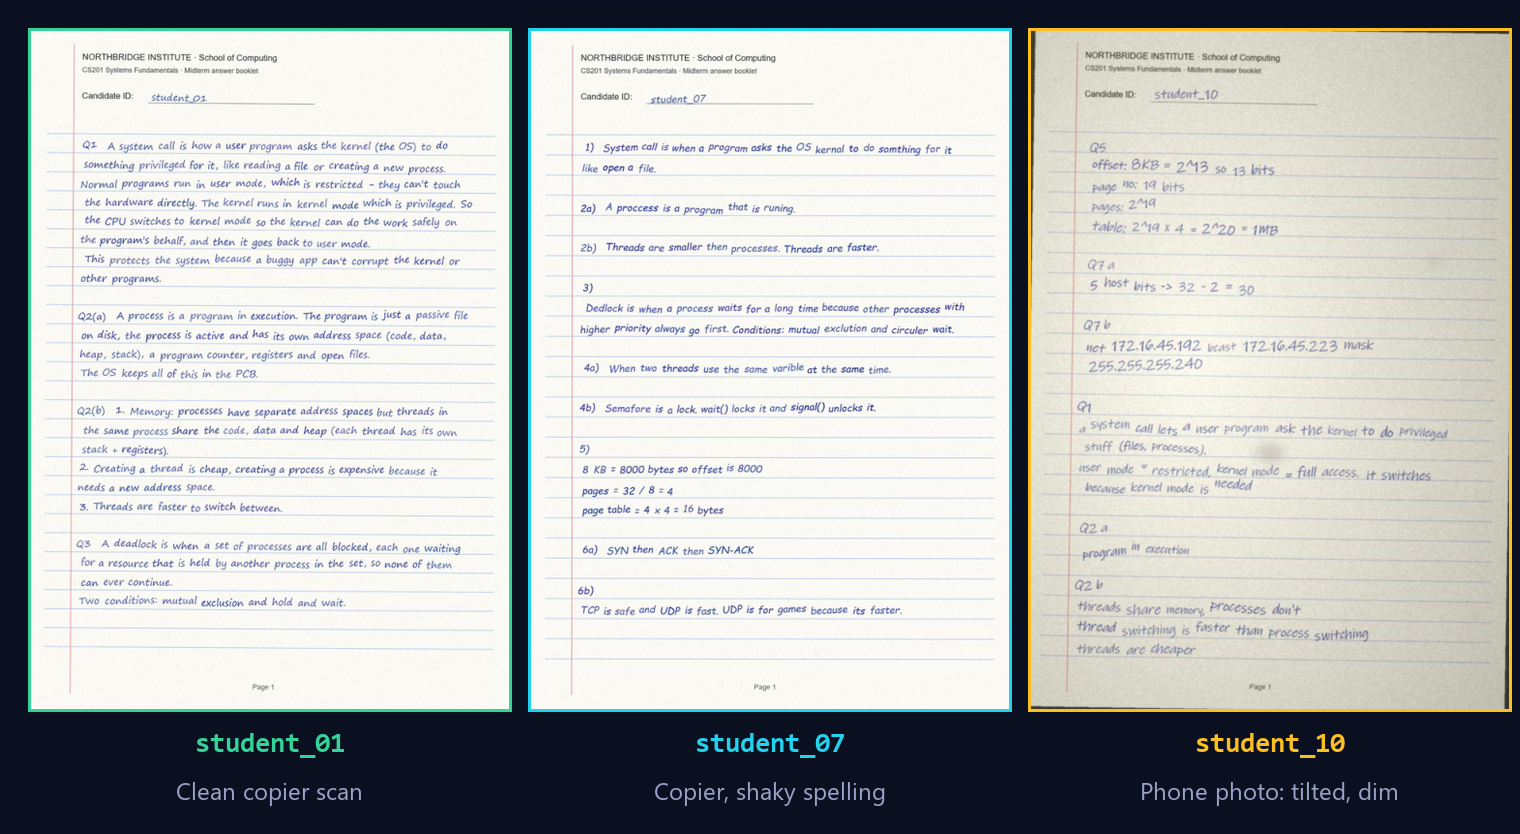 NORTHBRIDGE INSTITUTE · School of Computing
CS201 Systems Fundamentals · Midterm answer booklet
Candidate ID: student_01
Q1 A system call is how a user program asks the kernel (the OS) to do
something privileged for it, like reading a file or creating a new process.
Normal programs run in user mode, which is restricted - they can't touch
the hardware directly. The kernel runs in kernel mode which is privileged. So
the CPU switches to kernel mode so the kernel can do the work safely on
the program's behalf, and then it goes back to user mode.
This protects the system because a buggy app can't corrupt the kernel or
other programs.
Q2(a) A process is a program in execution. The program is just a passive file
on disk, the process is active and has its own address space (code, data,
heap, stack), a program counter, registers and open files.
The OS keeps all of this in the PCB.
Q2(b) 1. Memory: processes have separate address spaces but threads in
the same process share the code, data and heap (each thread has its own
stack + registers).
2. Creating a thread is cheap, creating a process is expensive because it
needs a new address space.
3. Threads are faster to switch between.
Q3 A deadlock is when a set of processes are all blocked, each one waiting
for a resource that is held by another process in the set, so none of them
can ever continue.
Two conditions: mutual exclusion and hold and wait.
Page 1
student_01
Clean copier scan
NORTHBRIDGE INSTITUTE · School of Computing
CS201 Systems Fundamentals · Midterm answer booklet
Candidate ID: student_07
1) System call is when a program asks the OS kernal to do somthing for it
like open a file.
2a) A proccess is a program that is runing.
2b) Threads are smaller then processes. Threads are faster.
3)
Dedlock is when a process waits for a long time because other processes with
higher priority always go first. Conditions: mutual exclution and circuler wait.
4a) When two threads use the same varible at the same time.
4b) Semafore is a lock. wait() locks it and signal() unlocks it.
5)
8 KB = 8000 bytes so offset is 8000
pages = 32 / 8 = 4
page table = 4 x 4 = 16 bytes
6a) SYN then ACK then SYN-ACK
6b)
TCP is safe and UDP is fast. UDP is for games because its faster.
Page 1
student_07
Copier, shaky spelling
NORTHBRIDGE INSTITUTE · School of Computing
CS201 Systems Fundamentals · Midterm answer booklet
Candidate ID: student_10
Q5
offset: 8KB = 2^13 so 13 bits
page no: 19 bits
pages: 2^19
table: 2^19 x 4 = 2^20 = 1MB
Q7 a
5 host bits -> 32 - 2 = 30
Q7 b
net 172.16.45.192 bcast 172.16.45.223 mask
255.255.255.240
Q1
a system call lets a user program ask the kernel to do privileged
stuff (files, processes).
user mode = restricted, kernel mode = full access. it switches
because kernel mode is needed
Q2 a
program in execution
Q2 b
threads share memory, processes don't
thread switching is faster than process switching
threads are cheaper
Page 1
student_10
Phone photo: tilted, dim